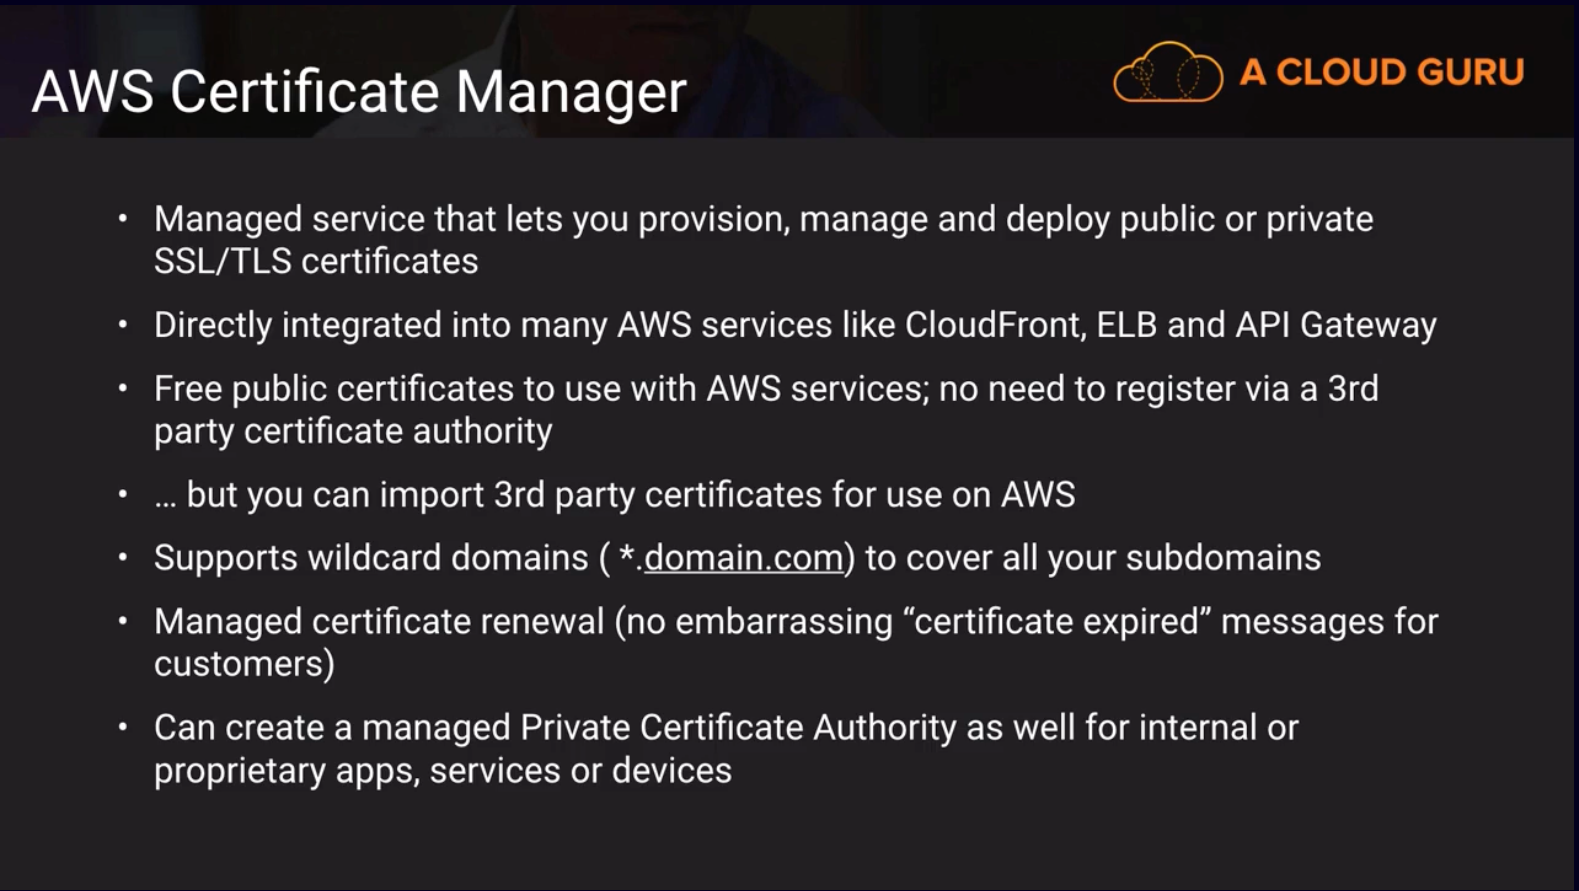 AWS Certificate Manager
A CLOUD GURU
• Managed service that lets you provision, manage and deploy public or private
SSL/TLS certificates
• Directly integrated into many AWS services like CloudFront, ELB and API Gateway
• Free public certificates to use with AWS services; no need to register via a 3rd
party certificate authority
• … but you can import 3rd party certificates for use on AWS
• Supports wildcard domains ( *.domain.com) to cover all your subdomains
• Managed certificate renewal (no embarrassing “certificate expired” messages for
customers)
• Can create a managed Private Certificate Authority as well for internal or
proprietary apps, services or devices